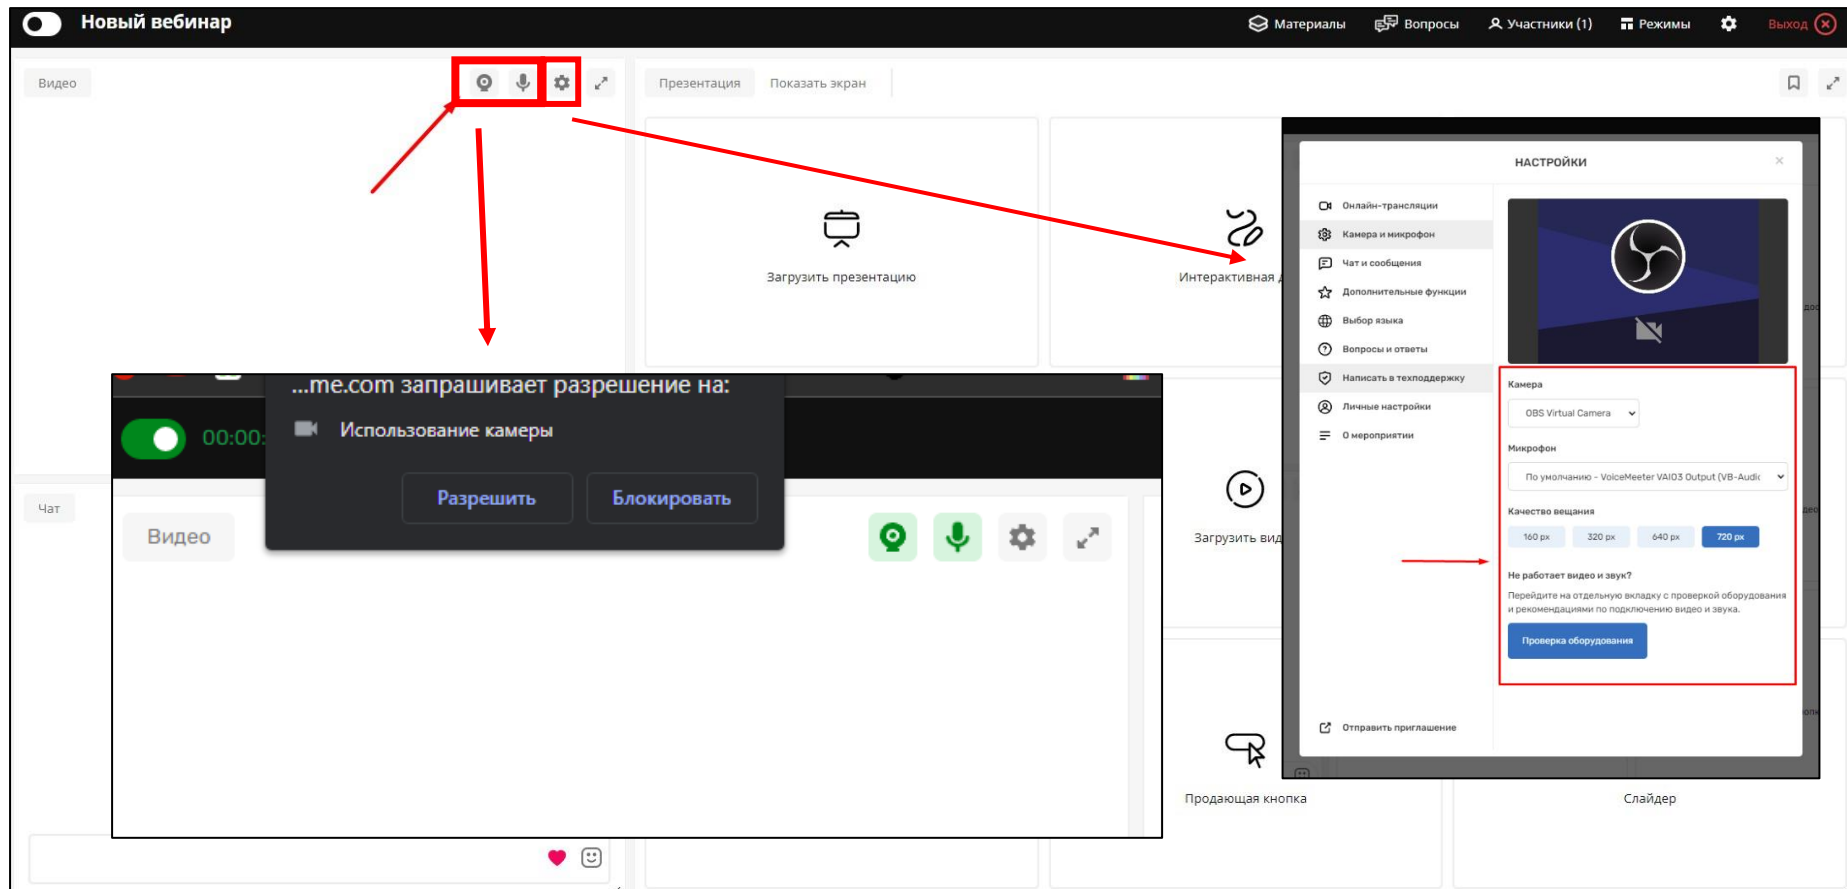 Новый вебинар
Материалы
Вопросы
Участники (1)
Режимы
Выход
Видео
Презентация
Показать экран
Загрузить презентацию
Интерактивная
Загрузить
Продающая кнопка
Слайдер
Чат
...me.com запрашивает разрешение на:
Использование камеры
Разрешить
Блокировать
00:00:
Видео
НАСТРОЙКИ
Онлайн-трансляции
Камера и микрофон
Чат и сообщения
Дополнительные функции
Выбор языка
Вопросы и ответы
Написать в техподдержку
Личные настройки
О мероприятии
Отправить приглашение
Камера
OBS Virtual Camera
Микрофон
По умолчанию - VoiceMeeter VAIO3 Output (VB-Audic
Качество вещания
160 px
320 px
640 px
720 px
Не работает видео и звук?
Перейдите на отдельную вкладку с проверкой оборудования
и рекомендациями по подключению видео и звука.
Проверка оборудования